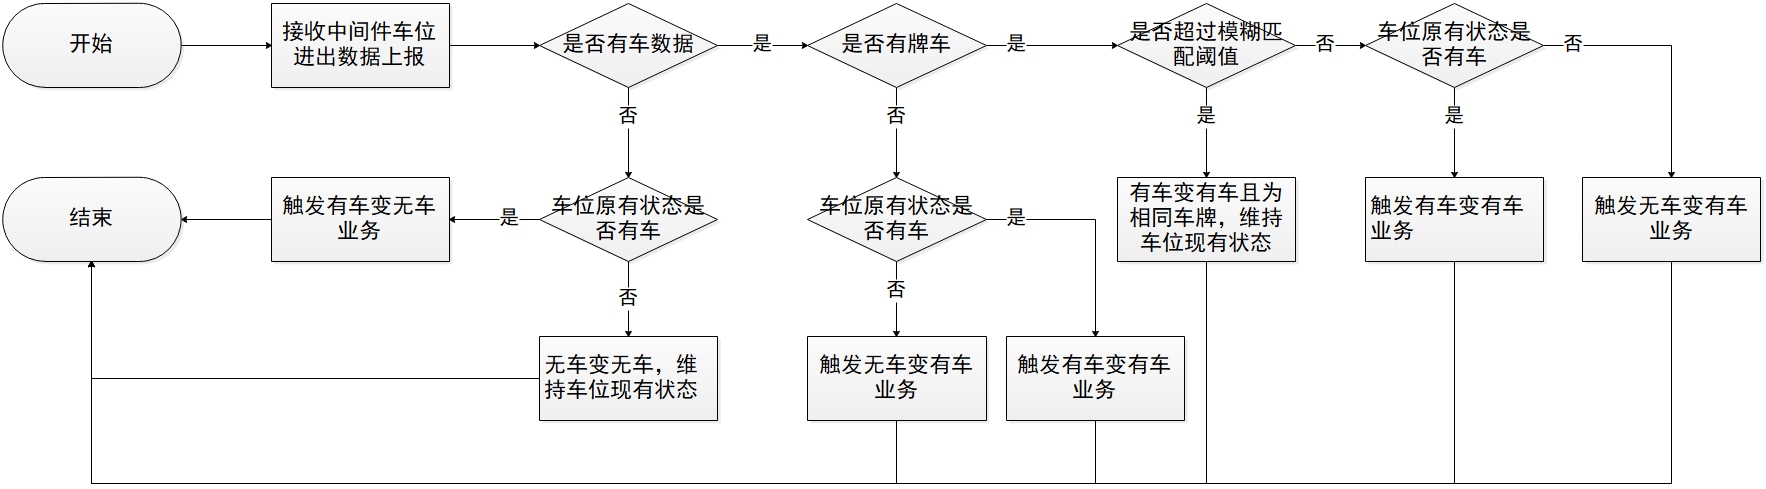 开始
接收中间件车位
进出数据上报
是否有车数据
是
是否有牌车
是
是否超过模糊匹
配阈值
否
车位原有状态是
否有车
否
否
否
是
是
结束
触发有车变无车
业务
是
车位原有状态是
否有车
车位原有状态是
否有车
是
有车变有车且为
相同车牌，维持
车位现有状态
触发有车变有车
业务
触发无车变有车
业务
否
否
无车变无车，维
持车位现有状态
触发无车变有车
业务
触发有车变有车
业务